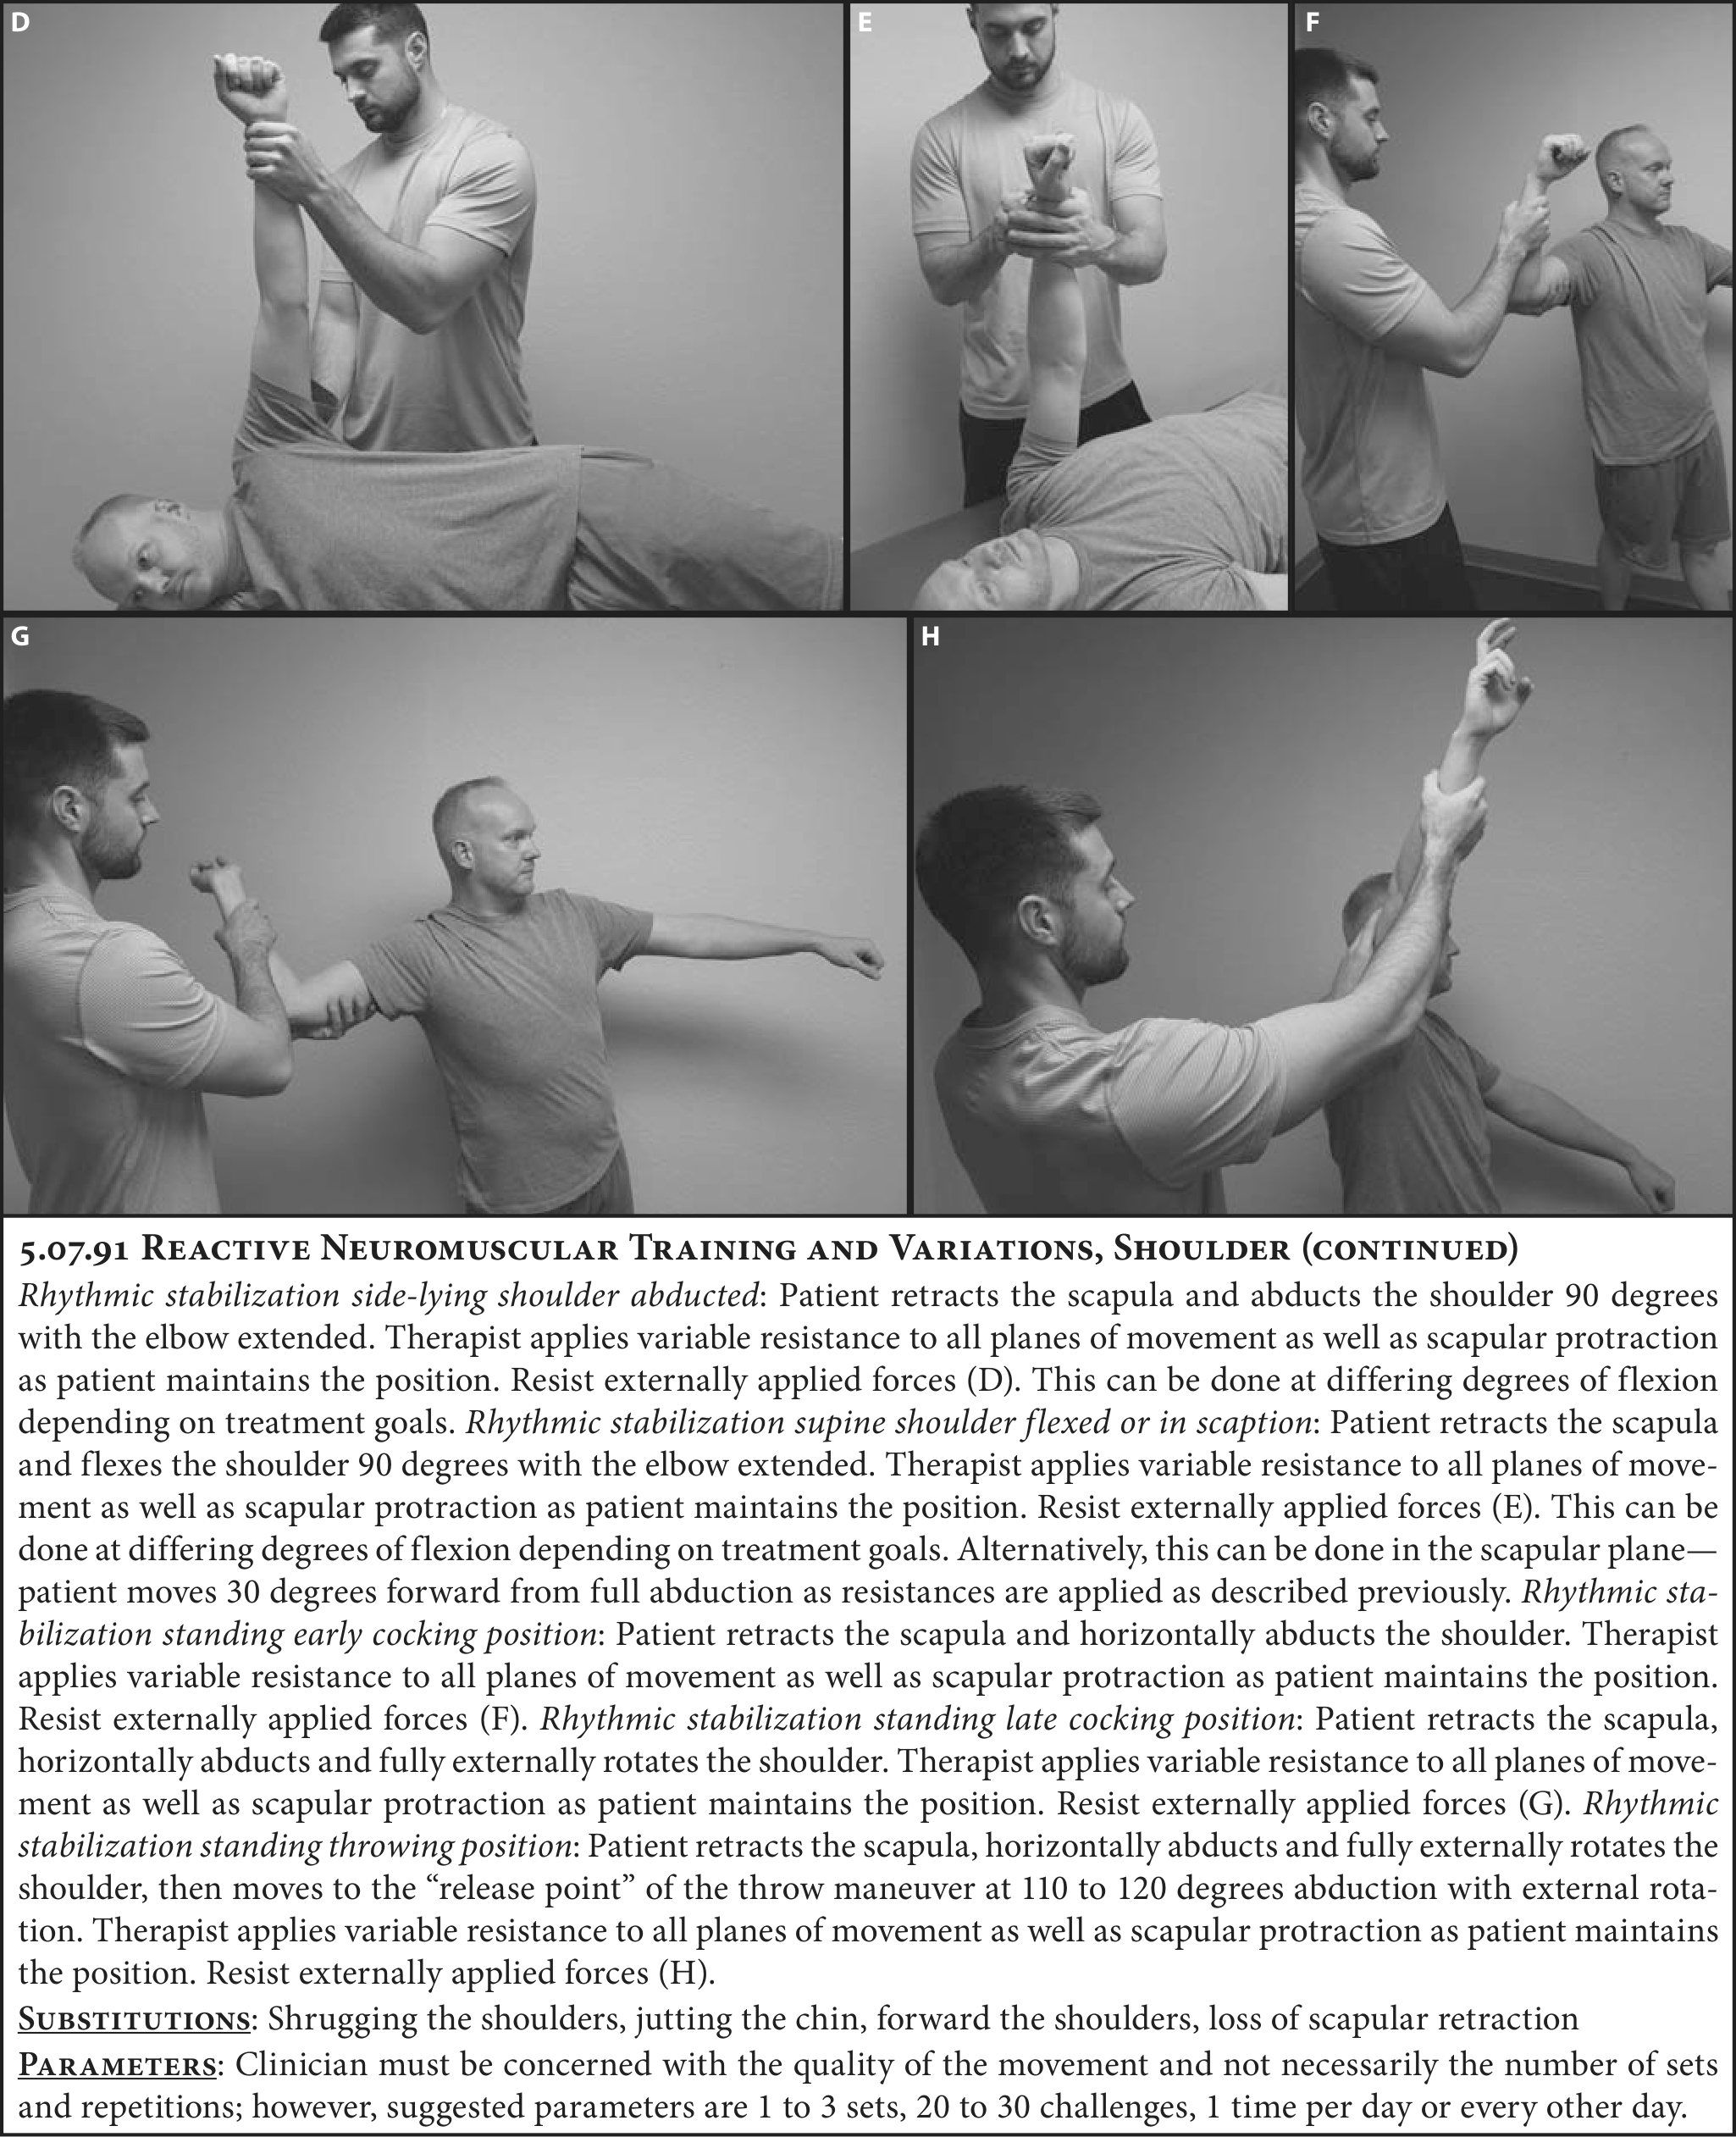 D
E
F
G
H
5.07.91 Reactive Neuromuscular Training and Variations, Shoulder (continued)
Rhythmic stabilization side-lying shoulder abducted: Patient retracts the scapula and abducts the shoulder 90 degrees
with the elbow extended. Therapist applies variable resistance to all planes of movement as well as scapular protraction
as patient maintains the position. Resist externally applied forces (D). This can be done at differing degrees of flexion
depending on treatment goals. Rhythmic stabilization supine shoulder flexed or in scaption: Patient retracts the scapula
and flexes the shoulder 90 degrees with the elbow extended. Therapist applies variable resistance to all planes of move-
ment as well as scapular protraction as patient maintains the position. Resist externally applied forces (E). This can be
done at differing degrees of flexion depending on treatment goals. Alternatively, this can be done in the scapular plane—
patient moves 30 degrees forward from full abduction as resistances are applied as described previously. Rhythmic sta-
bilization standing early cocking position: Patient retracts the scapula and horizontally abducts the shoulder. Therapist
applies variable resistance to all planes of movement as well as scapular protraction as patient maintains the position.
Resist externally applied forces (F). Rhythmic stabilization standing late cocking position: Patient retracts the scapula,
horizontally abducts and fully externally rotates the shoulder. Therapist applies variable resistance to all planes of move-
ment as well as scapular protraction as patient maintains the position. Resist externally applied forces (G). Rhythmic
stabilization standing throwing position: Patient retracts the scapula, horizontally abducts and fully externally rotates the
shoulder, then moves to the “release point” of the throw maneuver at 110 to 120 degrees abduction with external rota-
tion. Therapist applies variable resistance to all planes of movement as well as scapular protraction as patient maintains
the position. Resist externally applied forces (H).
Substitutions: Shrugging the shoulders, jutting the chin, forward the shoulders, loss of scapular retraction
Parameters: Clinician must be concerned with the quality of the movement and not necessarily the number of sets
and repetitions; however, suggested parameters are 1 to 3 sets, 20 to 30 challenges, 1 time per day or every other day.